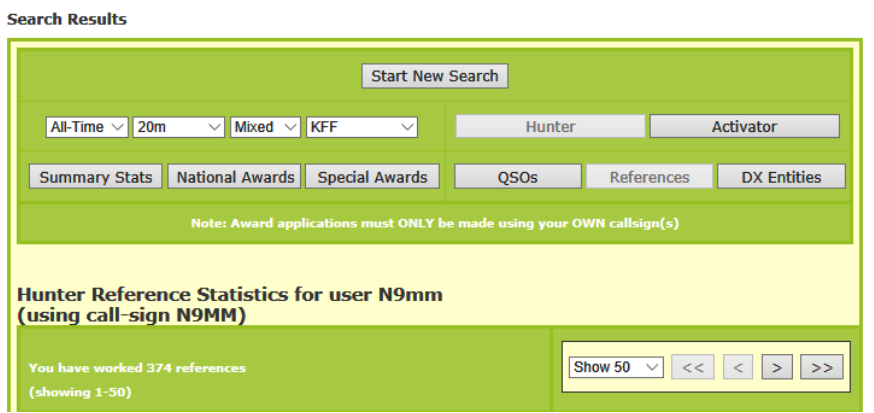 Search Results
Start New Search
All-Time 20m Mixed KFF Hunter Activator
Summary Stats National Awards Special Awards QSOs References DX Entities
Note: Award applications must ONLY be made using your OWN callsign(s)
Hunter Reference Statistics for user N9mm
(using call-sign N9MM)
You have worked 374 references
(showing 1-50)
Show 50 << < > >>